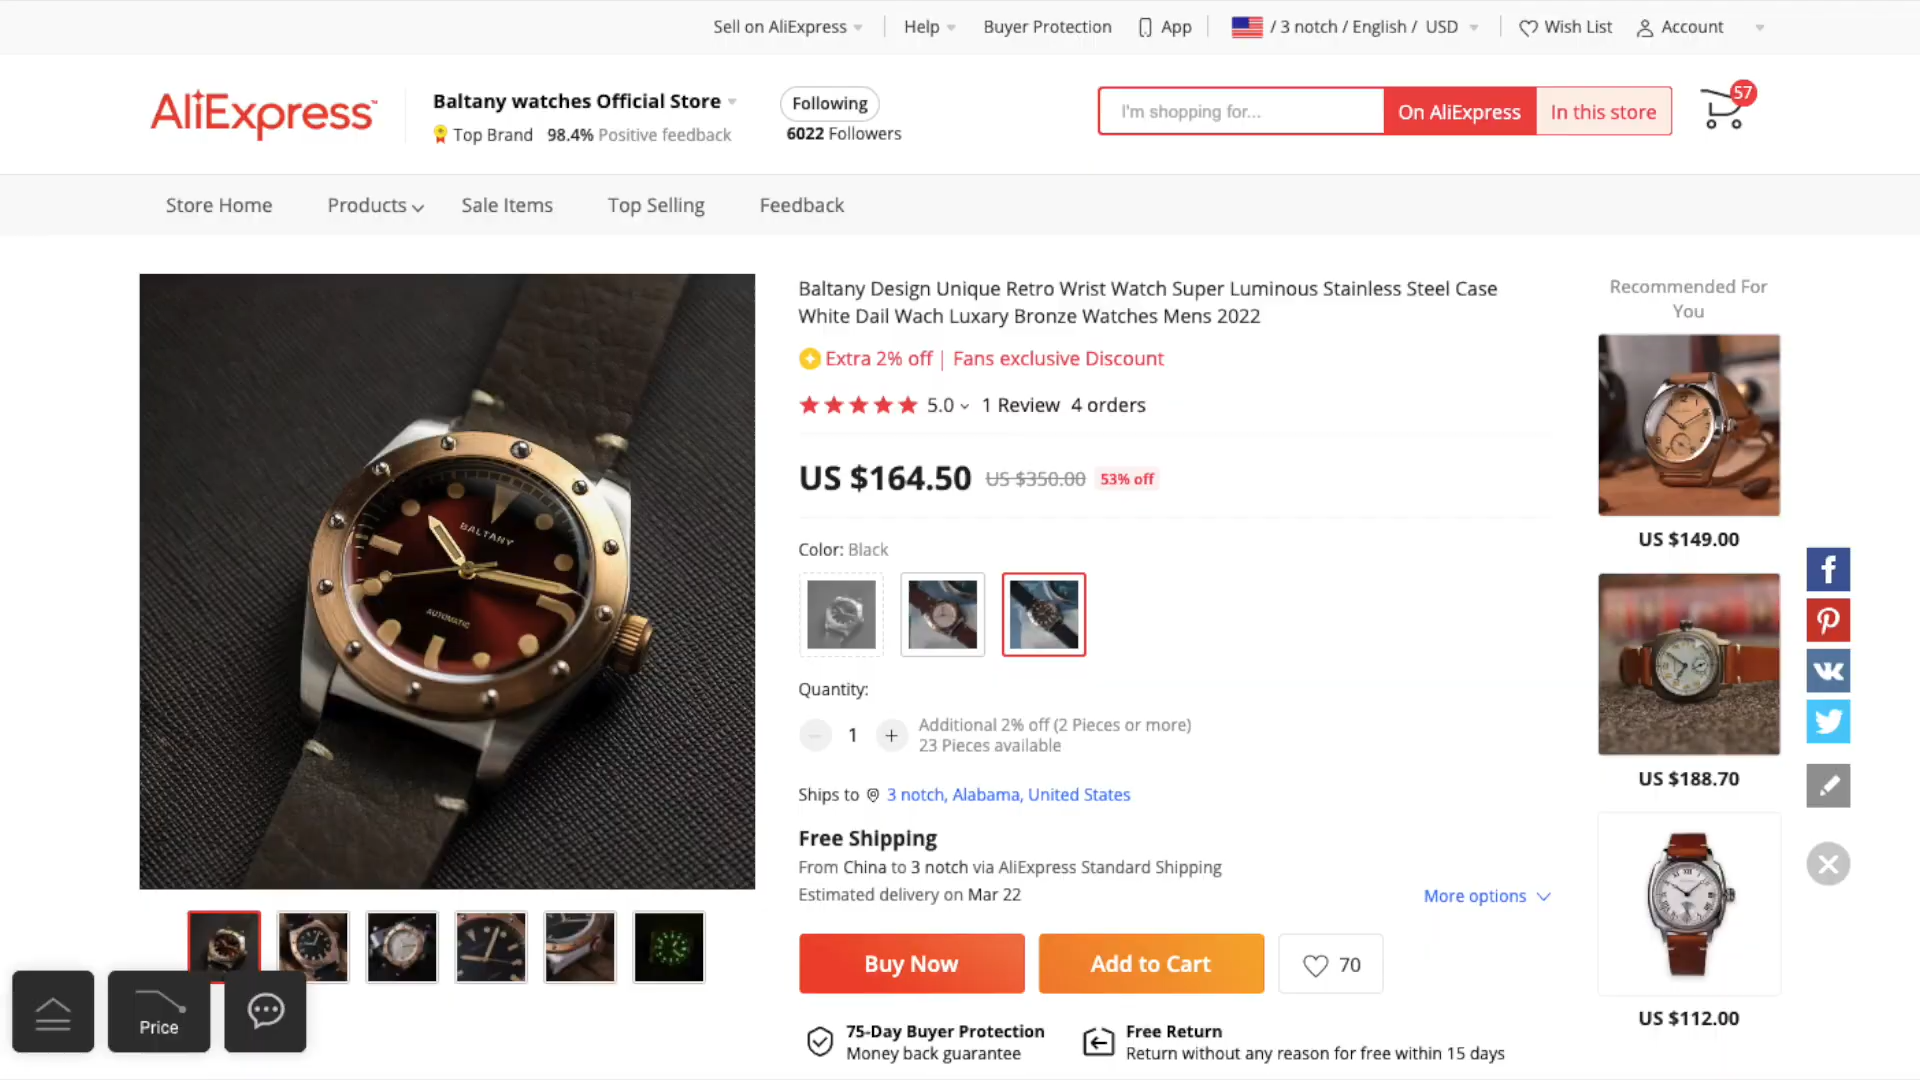 Sell on AliExpress
Help
Buyer Protection
App
/ 3 notch / English / USD
Wish List
Account
AliExpress™
Baltany watches Official Store
Top Brand 98.4% Positive feedback
Following
6022 Followers
I'm shopping for...
On AliExpress
In this store
57
Store Home
Products
Sale Items
Top Selling
Feedback
BALTANY
AUTOMATIC
Baltany Design Unique Retro Wrist Watch Super Luminous Stainless Steel Case
White Dail Wach Luxary Bronze Watches Mens 2022
Extra 2% off | Fans exclusive Discount
5.0 1 Review 4 orders
US $164.50 US $350.00 53% off
Color: Black
Quantity:
1
Additional 2% off (2 Pieces or more)
23 Pieces available
Ships to 3 notch, Alabama, United States
Free Shipping
From China to 3 notch via AliExpress Standard Shipping
Estimated delivery on Mar 22
More options
Buy Now
Add to Cart
70
75-Day Buyer Protection
Money back guarantee
Free Return
Return without any reason for free within 15 days
Recommended For
You
US $149.00
US $188.70
US $112.00
Price